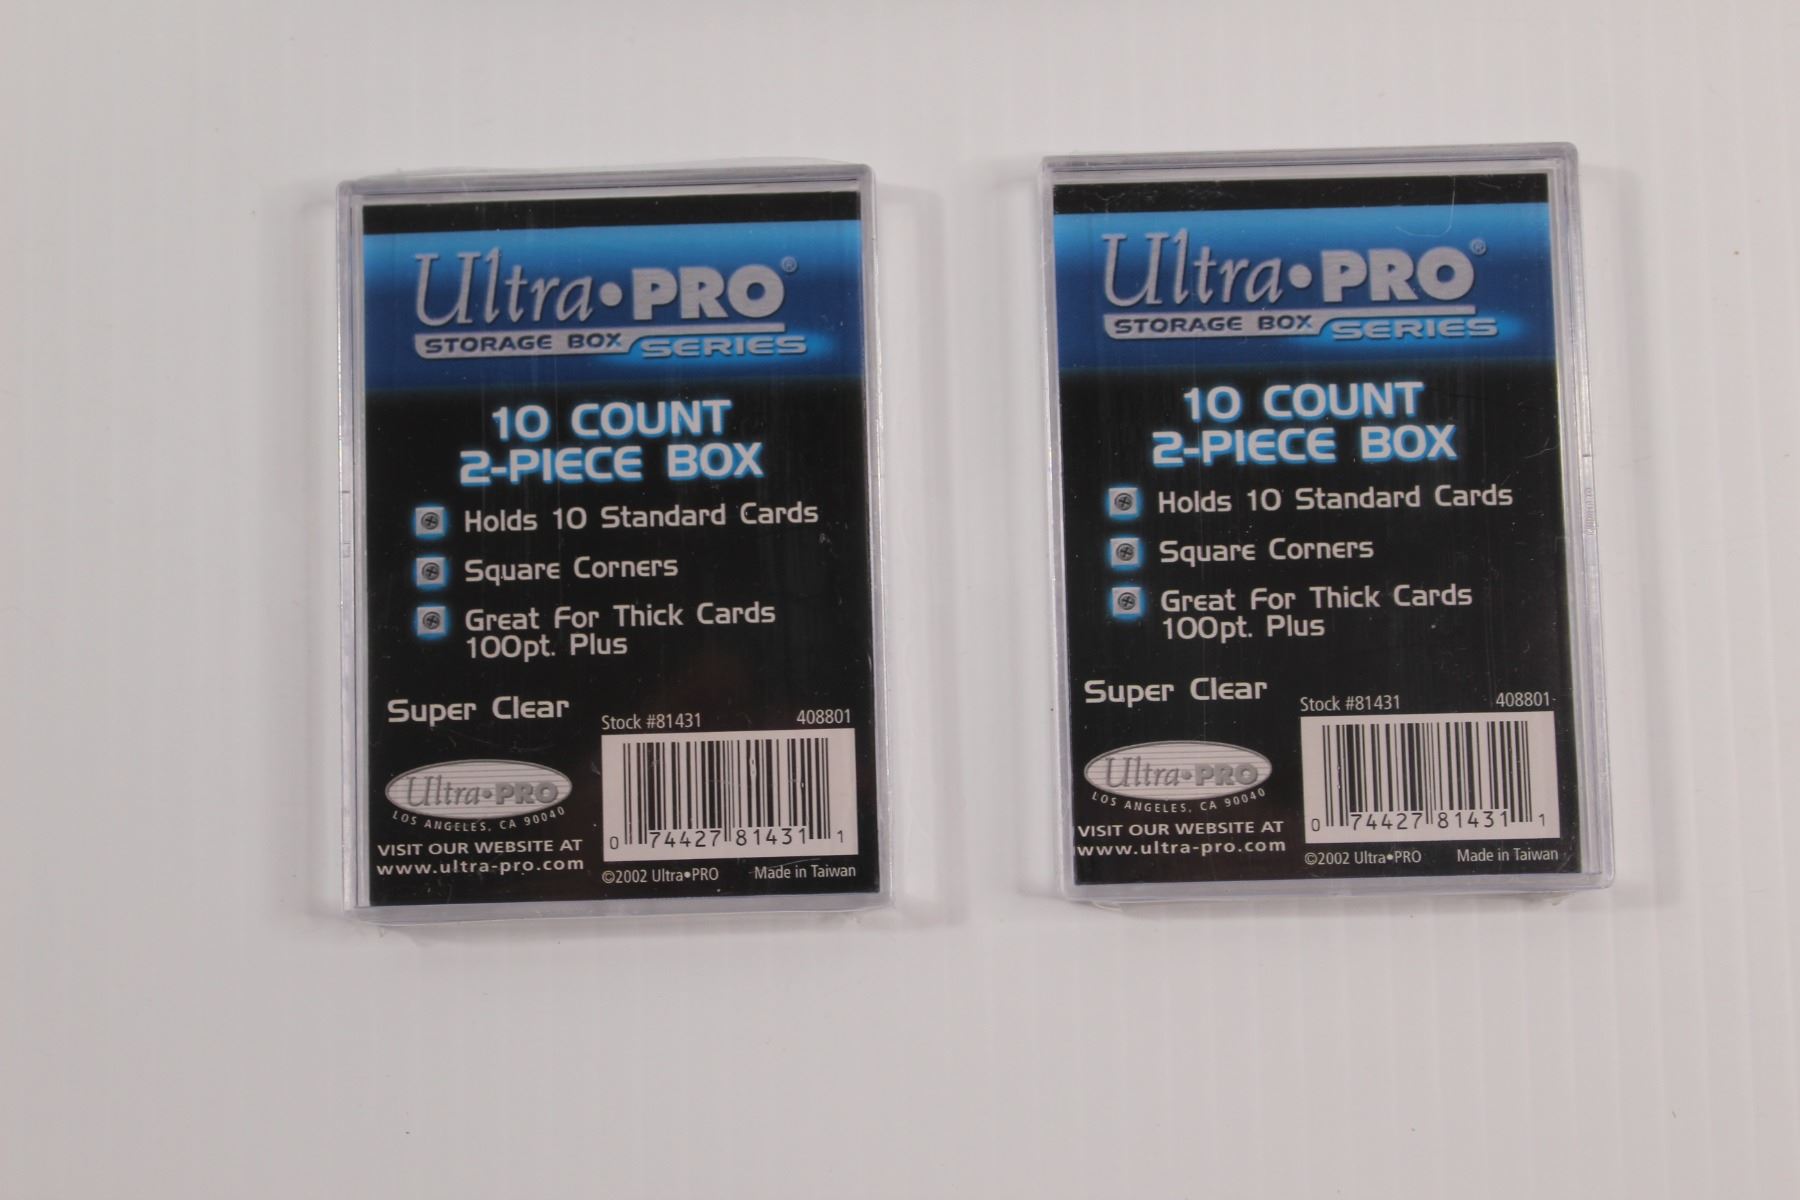 Ultra•PRO®
STORAGE BOX SERIES
10 COUNT
2-PIECE BOX
Holds 10 Standard Cards
Square Corners
Great For Thick Cards
100pt. Plus
Super Clear
Stock #81431 408801
Ultra•PRO
LOS ANGELES, CA 90040
VISIT OUR WEBSITE AT
www.ultra-pro.com
0 74427 81431 1
©2002 Ultra•PRO Made in Taiwan
Ultra•PRO®
STORAGE BOX SERIES
10 COUNT
2-PIECE BOX
Holds 10 Standard Cards
Square Corners
Great For Thick Cards
100pt. Plus
Super Clear
Stock #81431 408801
Ultra•PRO
LOS ANGELES, CA 90040
VISIT OUR WEBSITE AT
www.ultra-pro.com
0 74427 81431 1
©2002 Ultra•PRO Made in Taiwan